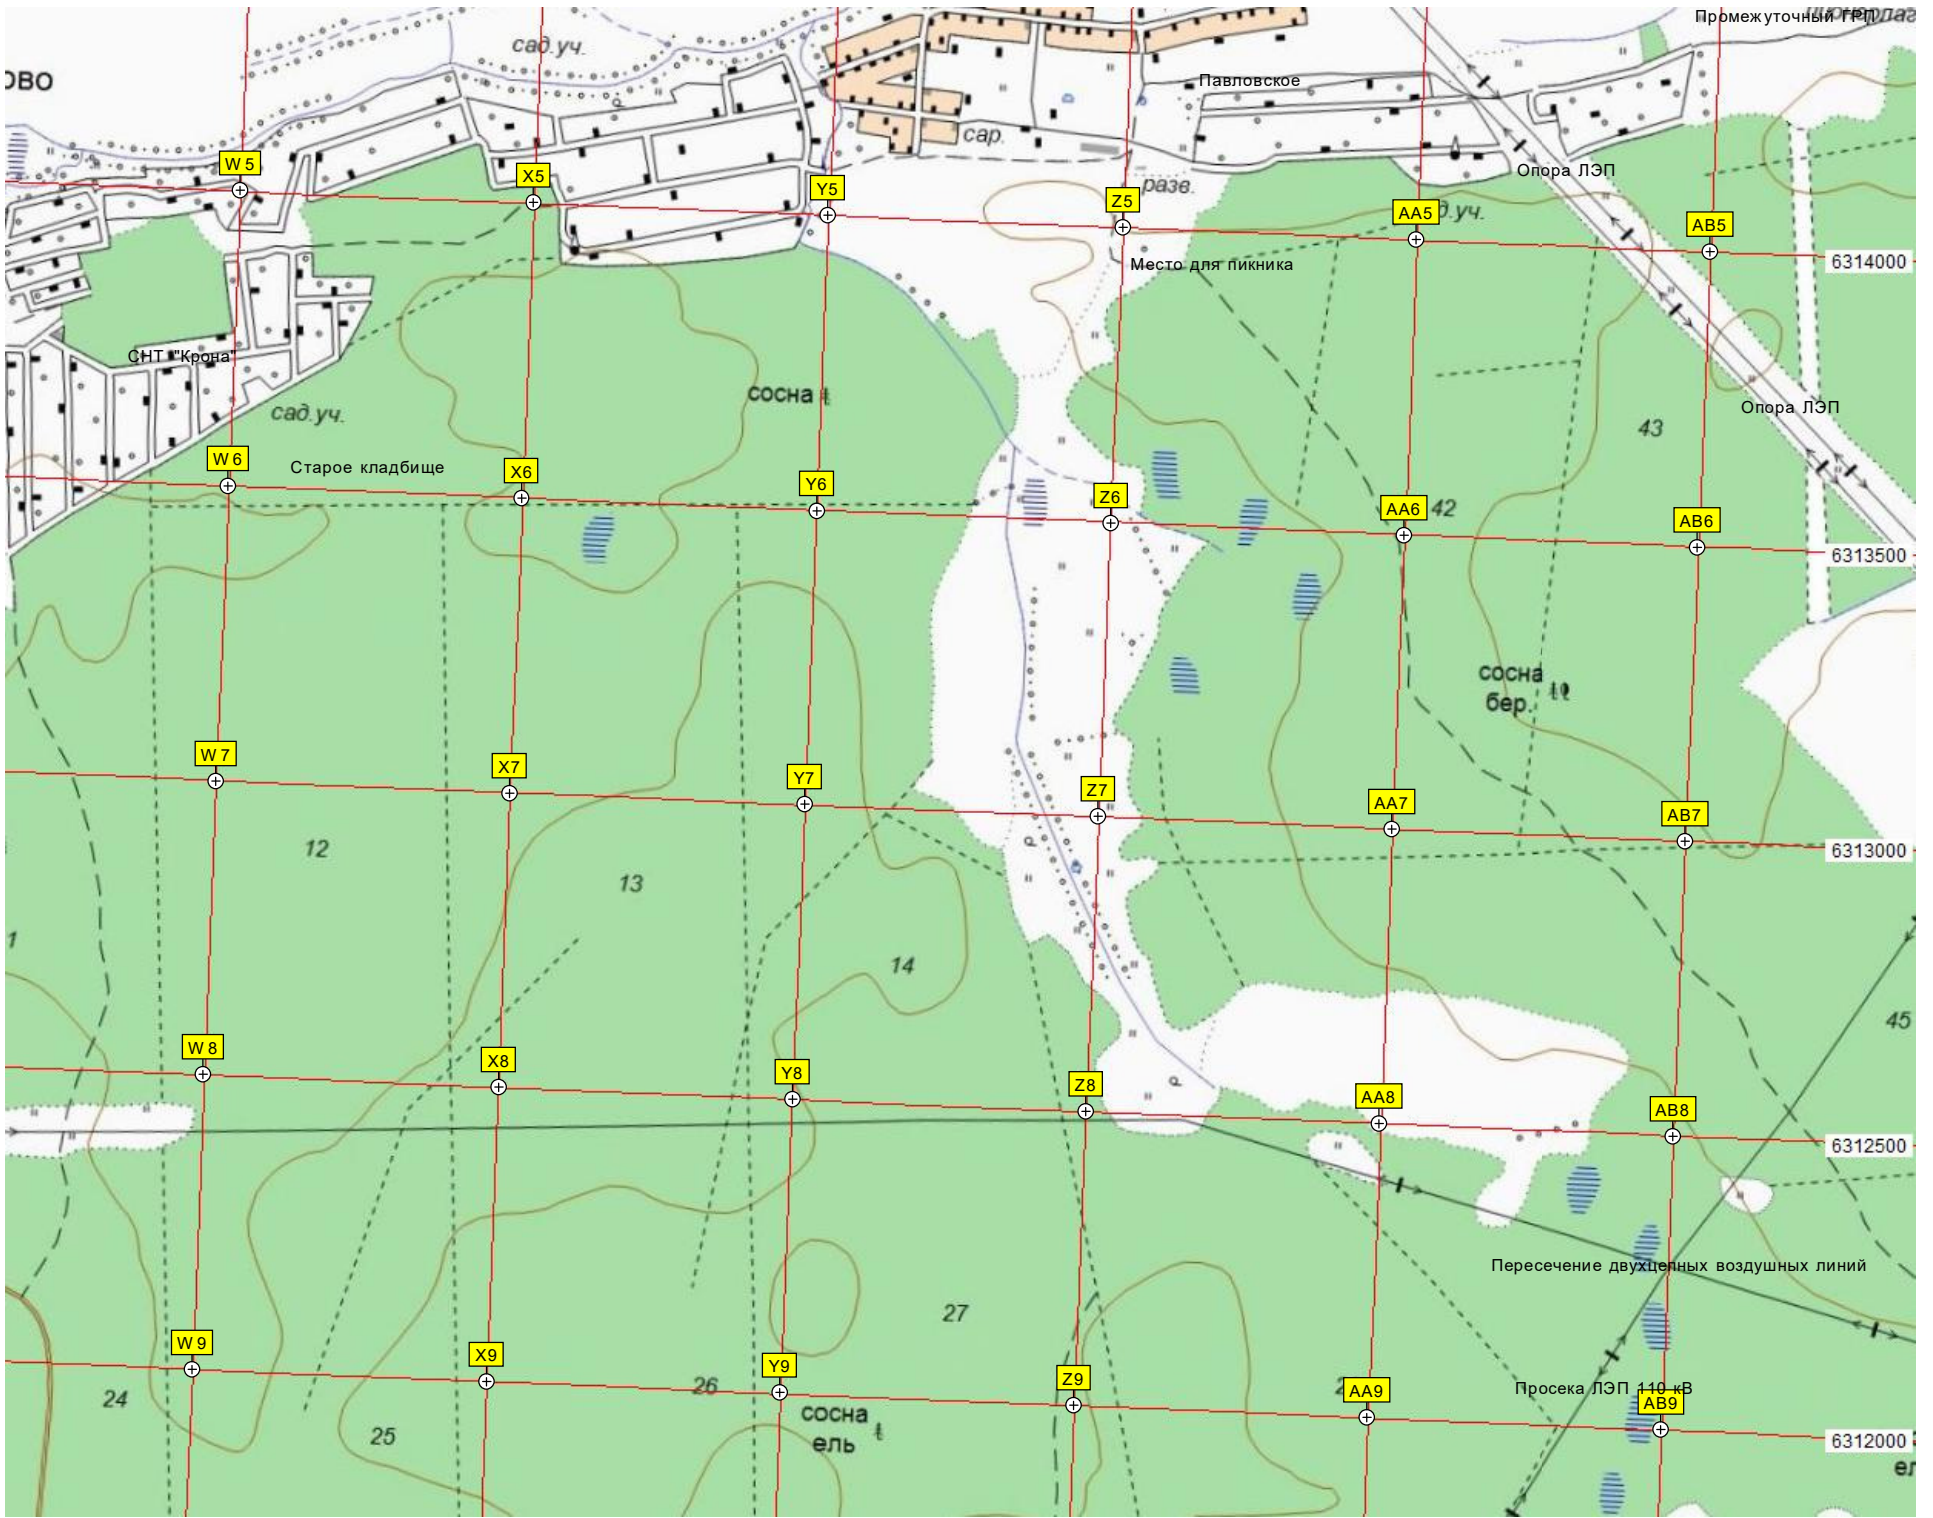 Промежуточный ГРП
сад.уч.
ово
Павловское
сар.
W 5
X5
Y5
Z5
разв.
Опора ЛЭП
AA5
д.уч.
AB5
6314000
Место для пикника
СНТ "Крона"
сосна
сад.уч.
Опора ЛЭП
43
W 6
Старое кладбище
X6
Y6
Z6
AA6
42
AB6
6313500
сосна
бер.
W 7
X7
Y7
Z7
AA7
AB7
6313000
12
13
14
1
45
W 8
X8
Y8
Z8
AA8
AB8
6312500
Пересечение двухцепных воздушных линий
27
W 9
X9
Y9
Z9
AA9
Просека ЛЭП 110 кВ
AB9
24
26
25
сосна
ель
6312000
ел